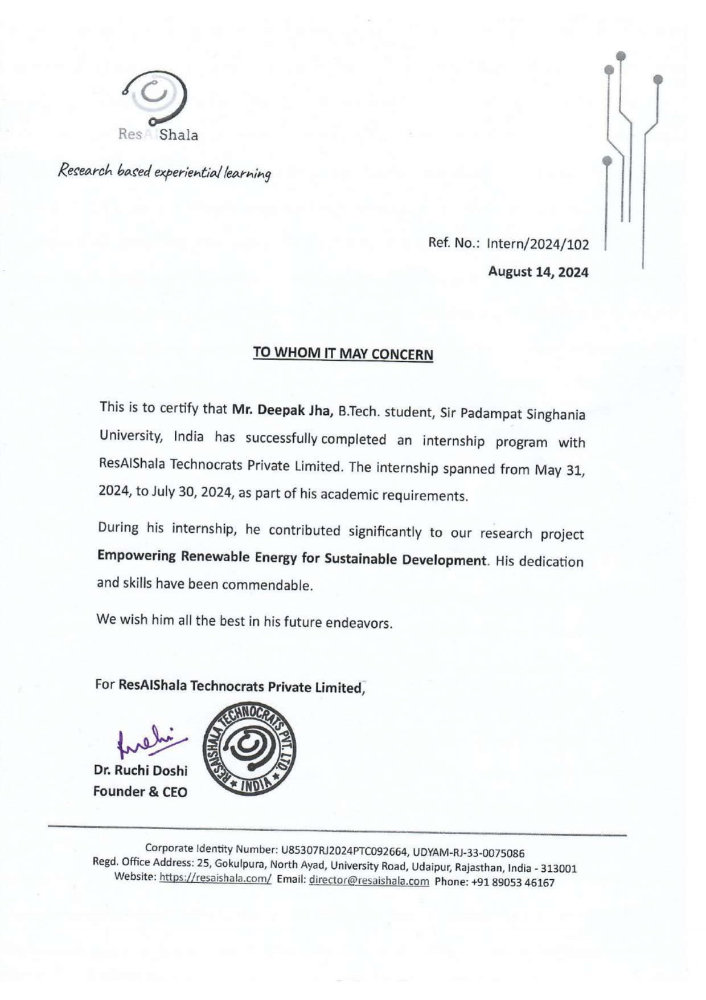 ResAIShala
Research based experiential learning
Ref. No.: Intern/2024/102
August 14, 2024
TO WHOM IT MAY CONCERN
This is to certify that Mr. Deepak Jha, B.Tech. student, Sir Padampat Singhania
University, India has successfully completed an internship program with
ResAIShala Technocrats Private Limited. The internship spanned from May 31,
2024, to July 30, 2024, as part of his academic requirements.
During his internship, he contributed significantly to our research project
Empowering Renewable Energy for Sustainable Development. His dedication
and skills have been commendable.
We wish him all the best in his future endeavors.
For ResAIShala Technocrats Private Limited,
Ruchi
RESAISHALA TECHNOCRATS PVT. LTD.
★ INDIA ★
Dr. Ruchi Doshi
Founder & CEO
Corporate Identity Number: U85307RJ2024PTC092664, UDYAM-RJ-33-0075086
Regd. Office Address: 25, Gokulpura, North Ayad, University Road, Udaipur, Rajasthan, India - 313001
Website: https://resaishala.com/ Email: director@resaishala.com Phone: +91 89053 46167